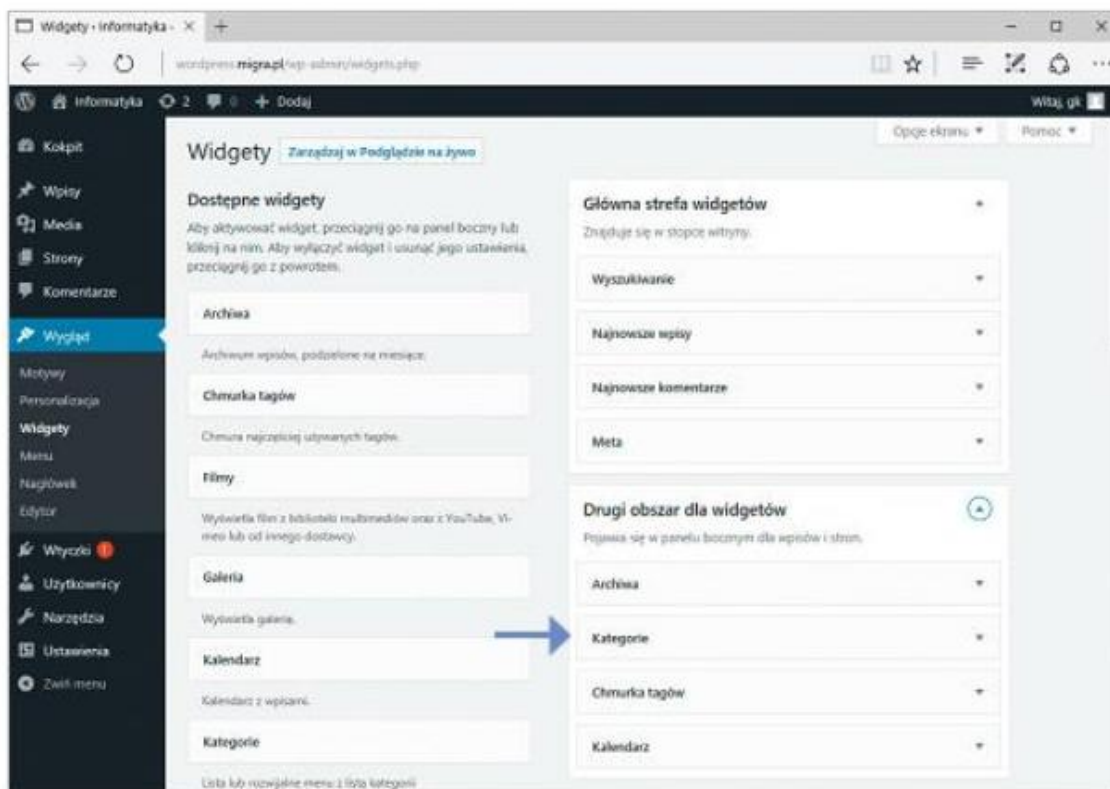 Widgety ‹ Informatyka -
wordpress.migra.pl/wp-admin/widgets.php
Informatyka 2 0 + Dodaj
Witaj, gk
Opcje ekranu
Pomoc
Kokpit
Wpisy
Media
Strony
Komentarze
Wygląd
Motywy
Personalizacja
Widgety
Menu
Nagłówek
Edytor
Wtyczki 1
Użytkownicy
Narzędzia
Ustawienia
Zwiń menu
Widgety
Zarządzaj w Podglądzie na żywo
Dostępne widgety
Aby aktywować widget, przeciągnij go na panel boczny lub
kliknij na nim. Aby wyłączyć widget i usunąć jego ustawienia,
przeciągnij go z powrotem.
Archiwa
Archiwum wpisów, podzielone na miesiące.
Chmurka tagów
Chmura najczęściej używanych tagów.
Filmy
Wyświetla film z biblioteki multimediów oraz z YouTube, Vi-
meo lub od innego dostawcy.
Galeria
Wyświetla galerię.
Kalendarz
Kalendarz z wpisami.
Kategorie
Lista lub rozwijalne menu z listą kategorii
Główna strefa widgetów
Znajduje się w stopce witryny.
Wyszukiwanie
Najnowsze wpisy
Najnowsze komentarze
Meta
Drugi obszar dla widgetów
Pojawia się w panelu bocznym dla wpisów i stron.
Archiwa
Kategorie
Chmurka tagów
Kalendarz